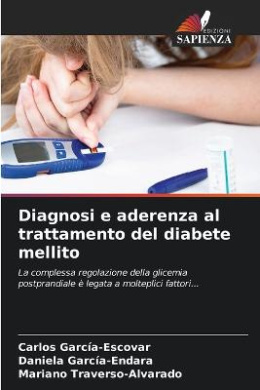 EDIZIONI
SAPIENZA
Diagnosi e aderenza al
trattamento del diabete
mellito
La complessa regolazione della glicemia
postprandiale è legata a molteplici fattori...
Carlos García-Escovar
Daniela García-Endara
Mariano Traverso-Alvarado